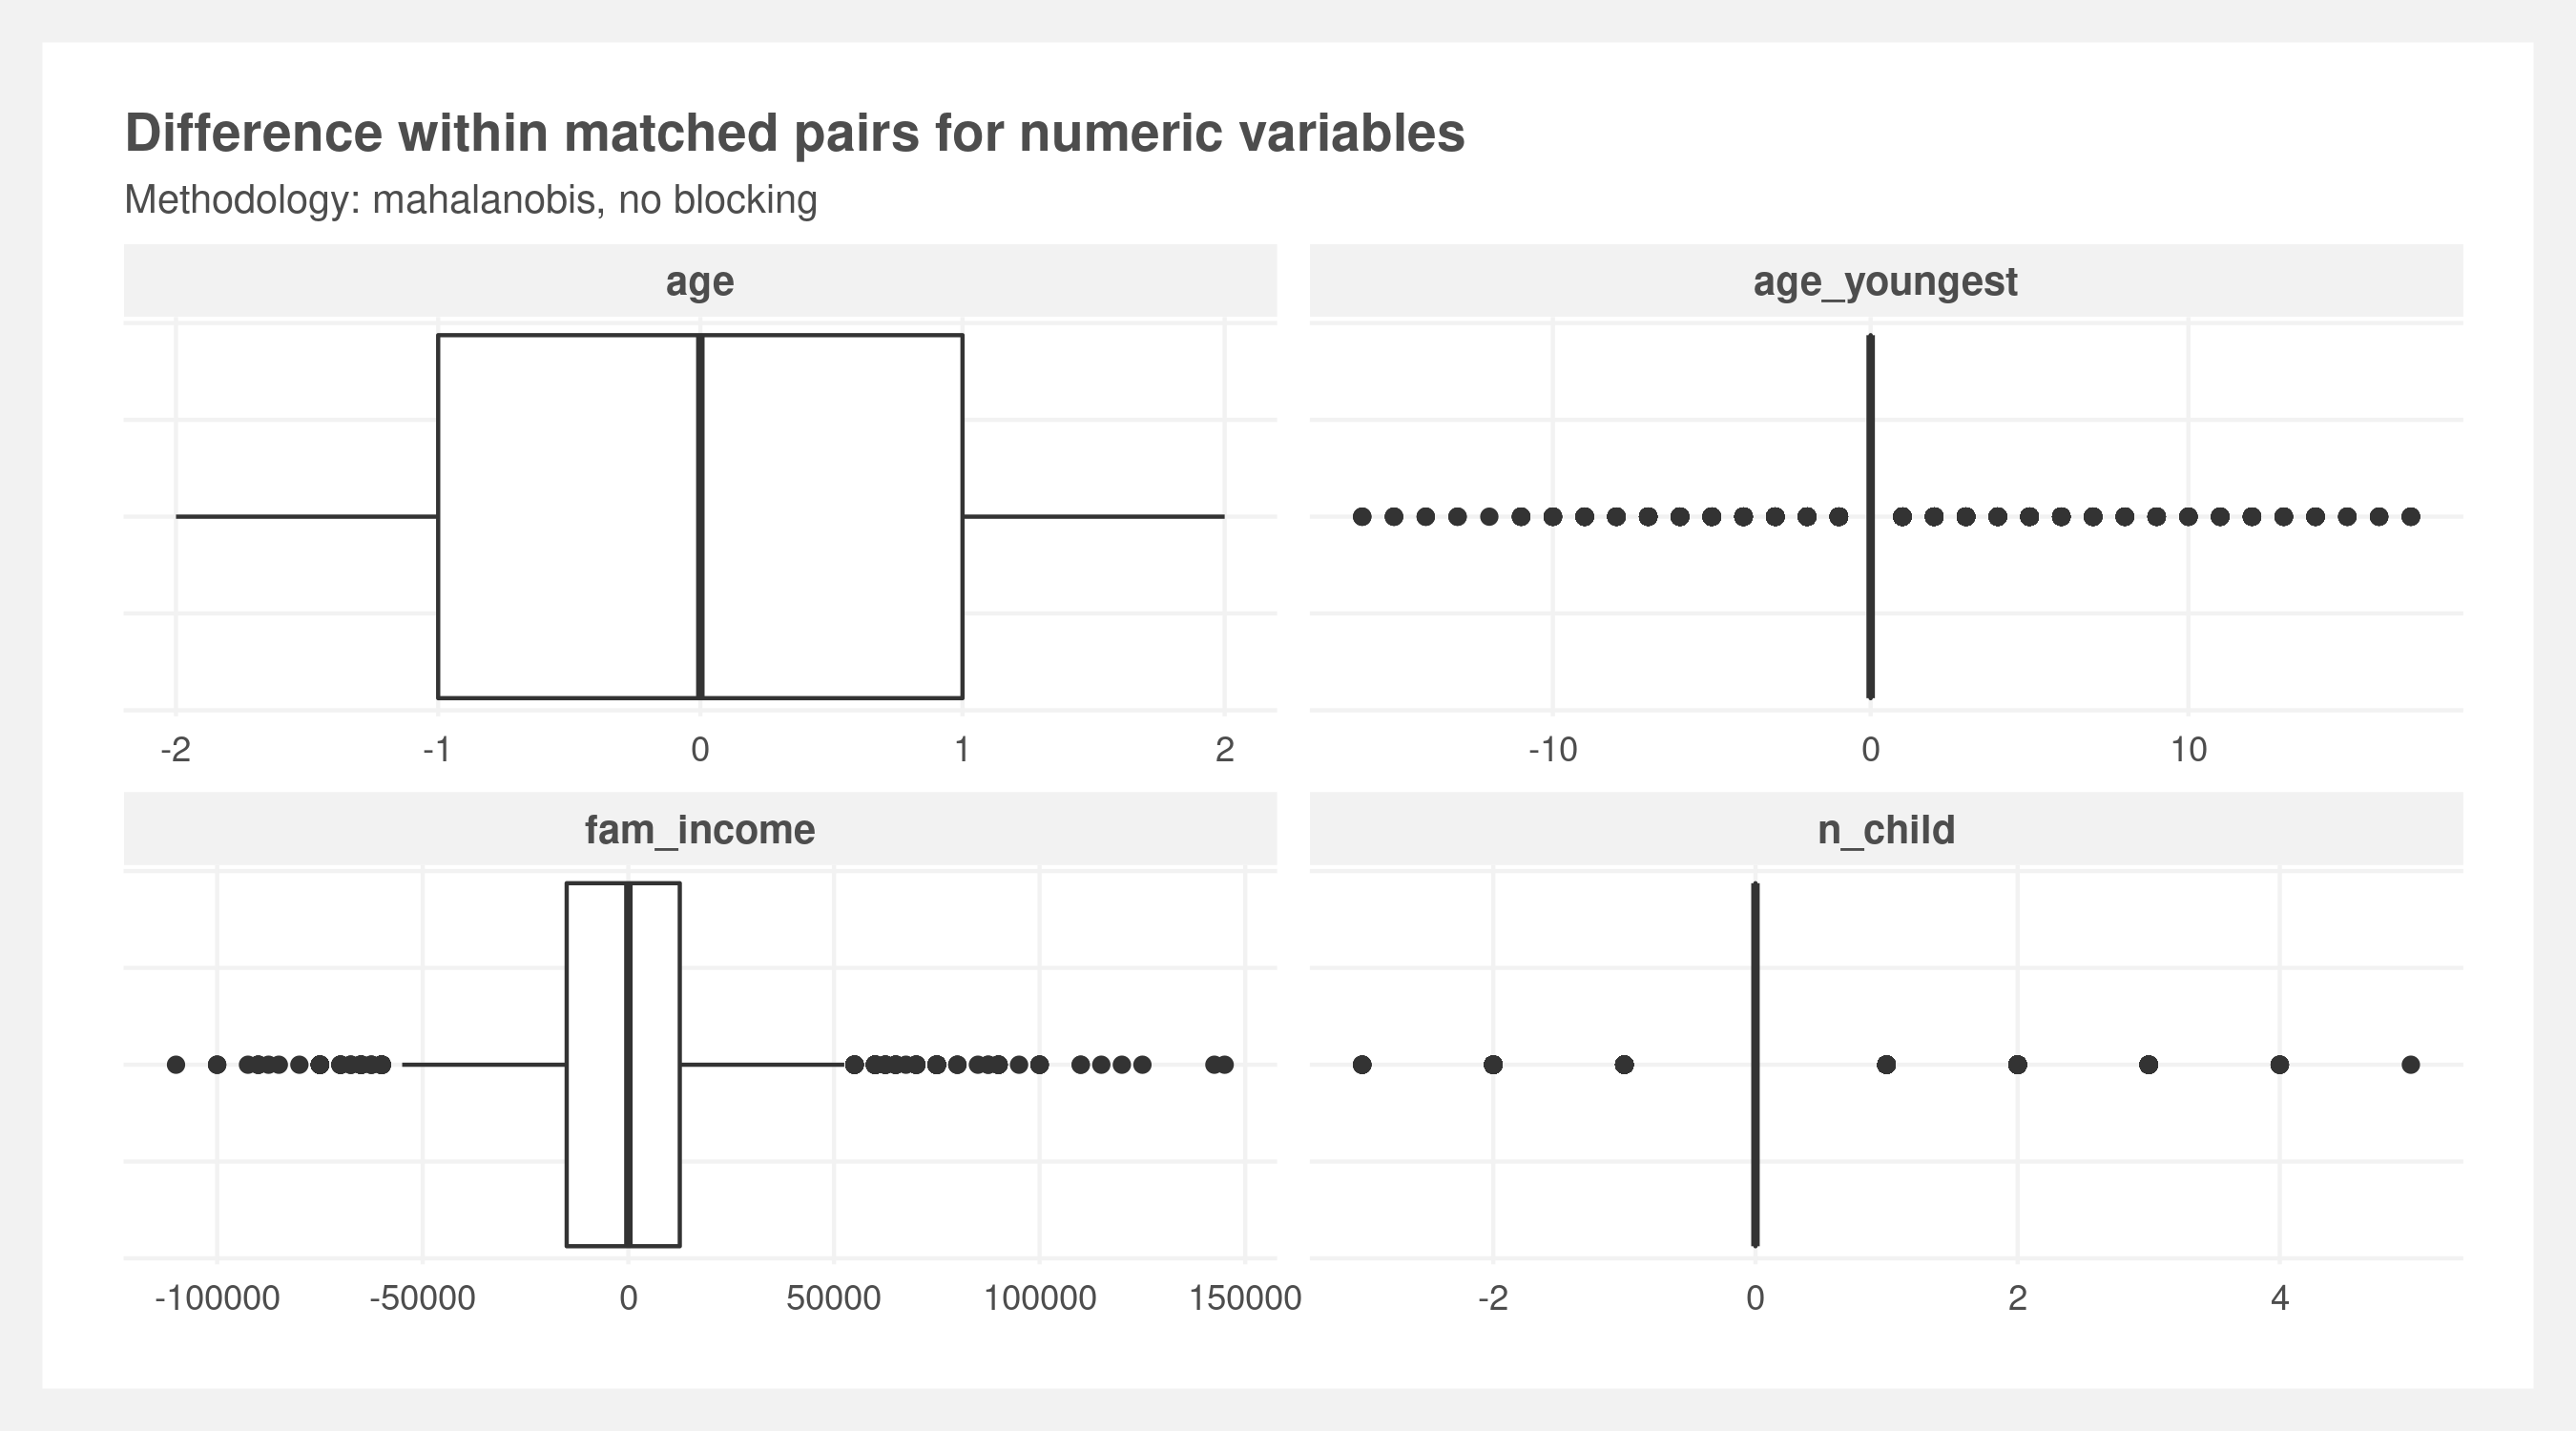 Difference within matched pairs for numeric variables
Methodology: mahalanobis, no blocking
age
age_youngest
-2 -1 0 1 2
-10 0 10
fam_income
n_child
-100000 -50000 0 50000 100000 150000
-2 0 2 4